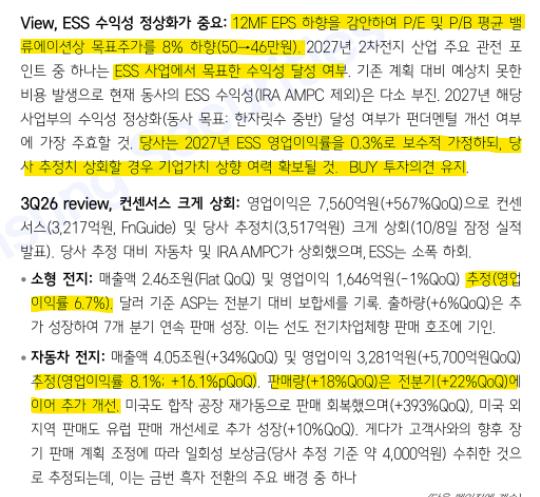 View, ESS 수익성 정상화가 중요: 12MF EPS 하향을 감안하여 P/E 및 P/B 평균 밸
류에이션상 목표주가를 8% 하향(50→46만원). 2027년 2차전지 산업 주요 관전 포
인트 중 하나는 ESS 사업에서 목표한 수익성 달성 여부. 기존 계획 대비 예상치 못한
비용 발생으로 현재 동사의 ESS 수익성(IRA AMPC 제외)은 다소 부진. 2027년 해당
사업부의 수익성 정상화(동사 목표: 한자릿수 중반) 달성 여부가 펀더멘털 개선 여부
에 가장 주효할 것. 당사는 2027년 ESS 영업이익률을 0.3%로 보수적 가정하되, 당
사 추정치 상회할 경우 기업가치 상향 여력 확보될 것. BUY 투자의견 유지.
3Q26 review, 컨센서스 크게 상회: 영업이익은 7,560억원(+567%QoQ)으로 컨센
서스(3,217억원, FnGuide) 및 당사 추정치(3,517억원) 크게 상회(10/8일 잠정 실적
발표). 당사 추정 대비 자동차 및 IRA AMPC가 상회했으며, ESS는 소폭 하회.
• 소형 전지: 매출액 2.46조원(Flat QoQ) 및 영업이익 1,646억원(-1%QoQ) 추정(영업
이익률 6.7%). 달러 기준 ASP는 전분기 대비 보합세를 기록. 출하량(+6%QoQ)은 추
가 성장하여 7개 분기 연속 판매 성장. 이는 선도 전기차업체향 판매 호조에 기인.
• 자동차 전지: 매출액 4.05조원(+34%QoQ) 및 영업이익 3,281억원(+5,700억원QoQ)
추정(영업이익률 8.1%; +16.1%pQoQ). 판매량(+18%QoQ)은 전분기(+22%QoQ)에
이어 추가 개선. 미국도 합작 공장 재가동으로 판매 회복했으며(+393%QoQ), 미국 외
지역 판매도 유럽 판매 개선세로 추가 성장(+10%QoQ). 게다가 고객사와의 향후 장
기 판매 계획 조정에 따라 일회성 보상금(당사 추정 기준 약 4,000억원) 수취한 것으
로 추정되는데, 이는 금번 흑자 전환의 주요 배경 중 하나